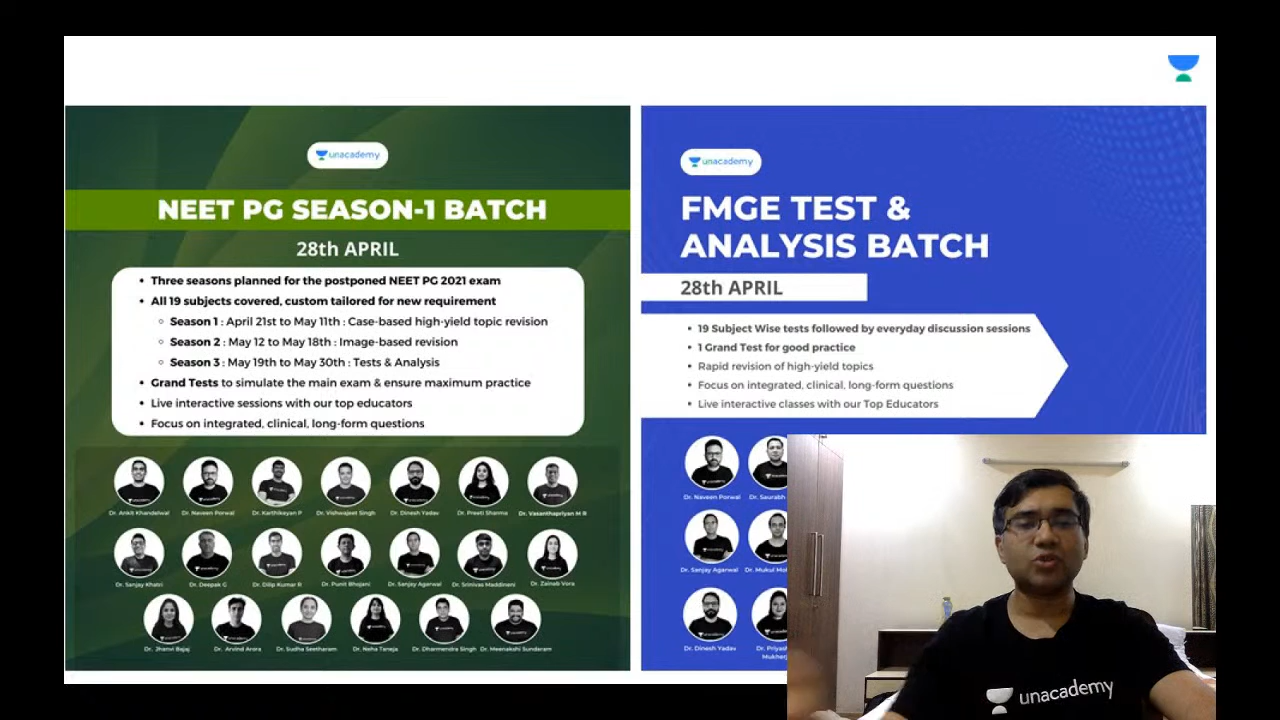 unacademy
NEET PG SEASON-1 BATCH
28th APRIL
• Three seasons planned for the postponed NEET PG 2021 exam
• All 19 subjects covered, custom tailored for new requirement
Season 1 : April 21st to May 11th : Case-based high-yield topic revision
Season 2 : May 12 to May 18th : Image-based revision
Season 3 : May 19th to May 30th : Tests & Analysis
• Grand Tests to simulate the main exam & ensure maximum practice
• Live interactive sessions with our top educators
• Focus on integrated, clinical, long-form questions
Dr. Ankit Khandelwal Dr. Naveen Porwal Dr. Karthikeyan P Dr. Vishwajeet Singh Dr. Dinesh Yadav Dr. Preeti Sharma Dr. Vasanthapriyan M R
Dr. Sanjay Khatri Dr. Deepak G Dr. Dilip Kumar R Dr. Punit Bhojani Dr. Sanjay Agarwal Dr. Srinivas Maddineni Dr. Zainab Vora
Dr. Jhanvi Bajaj Dr. Arvind Arora Dr. Sudha Seetharam Dr. Neha Taneja Dr. Dharmendra Singh Dr. Meenakshi Sundaram
unacademy
FMGE TEST &
ANALYSIS BATCH
28th APRIL
• 19 Subject Wise tests followed by everyday discussion sessions
• 1 Grand Test for good practice
• Rapid revision of high-yield topics
• Focus on integrated, clinical, long-form questions
• Live interactive classes with our Top Educators
Dr. Naveen Porwal Dr. Saurabh
Dr. Sanjay Agarwal Dr. Mukul
Dr. Dinesh Yadav Dr.
unacademy